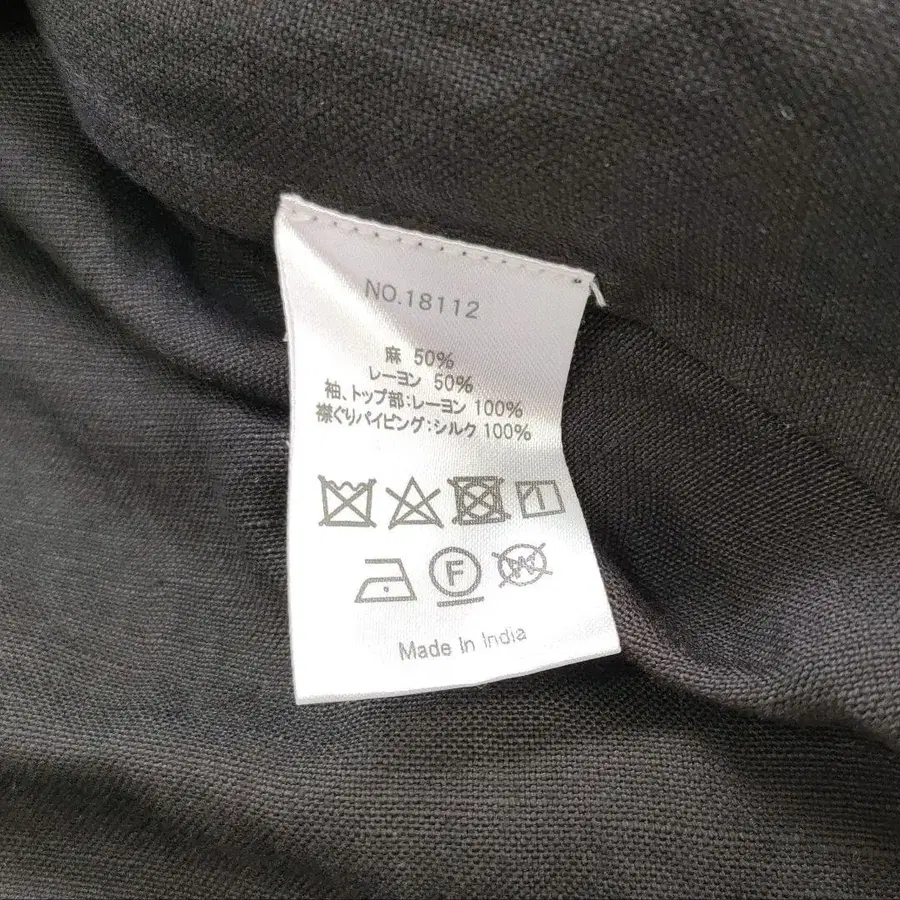 NO.18112
麻 50%
レーヨン 50%
袖、トップ部:レーヨン 100%
襟ぐりパイピング:シルク 100%
F
W
Made In India